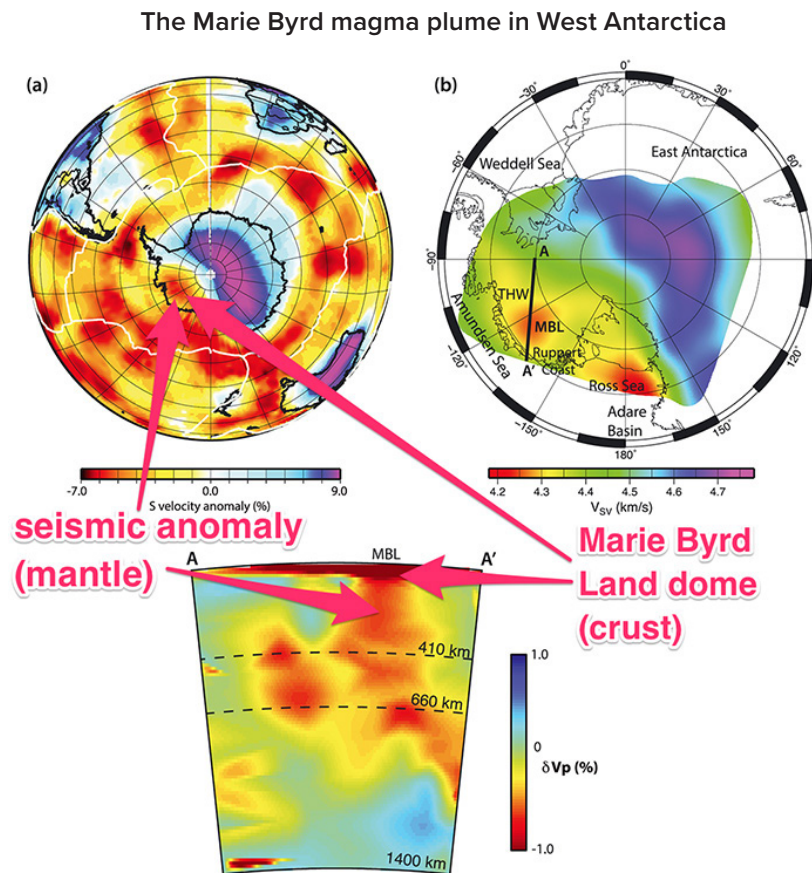 The Marie Byrd magma plume in West Antarctica
(a)
(b)
0°
30°
60°
90°
120°
150°
180°
−150°
−120°
−90°
−60°
−30°
Weddell Sea
East Antarctica
A
THW
MBL
Amundsen Sea
Ruppert
Coast
A'
Ross Sea
Adare
Basin
-7.0
0.0
9.0
S velocity anomaly (%)
4.2
4.3
4.4
4.5
4.6
4.7
VSV (km/s)
seismic anomaly
(mantle)
Marie Byrd
Land dome
(crust)
A
MBL
A'
410 km
660 km
1400 km
1.0
0
-1.0
δVp (%)